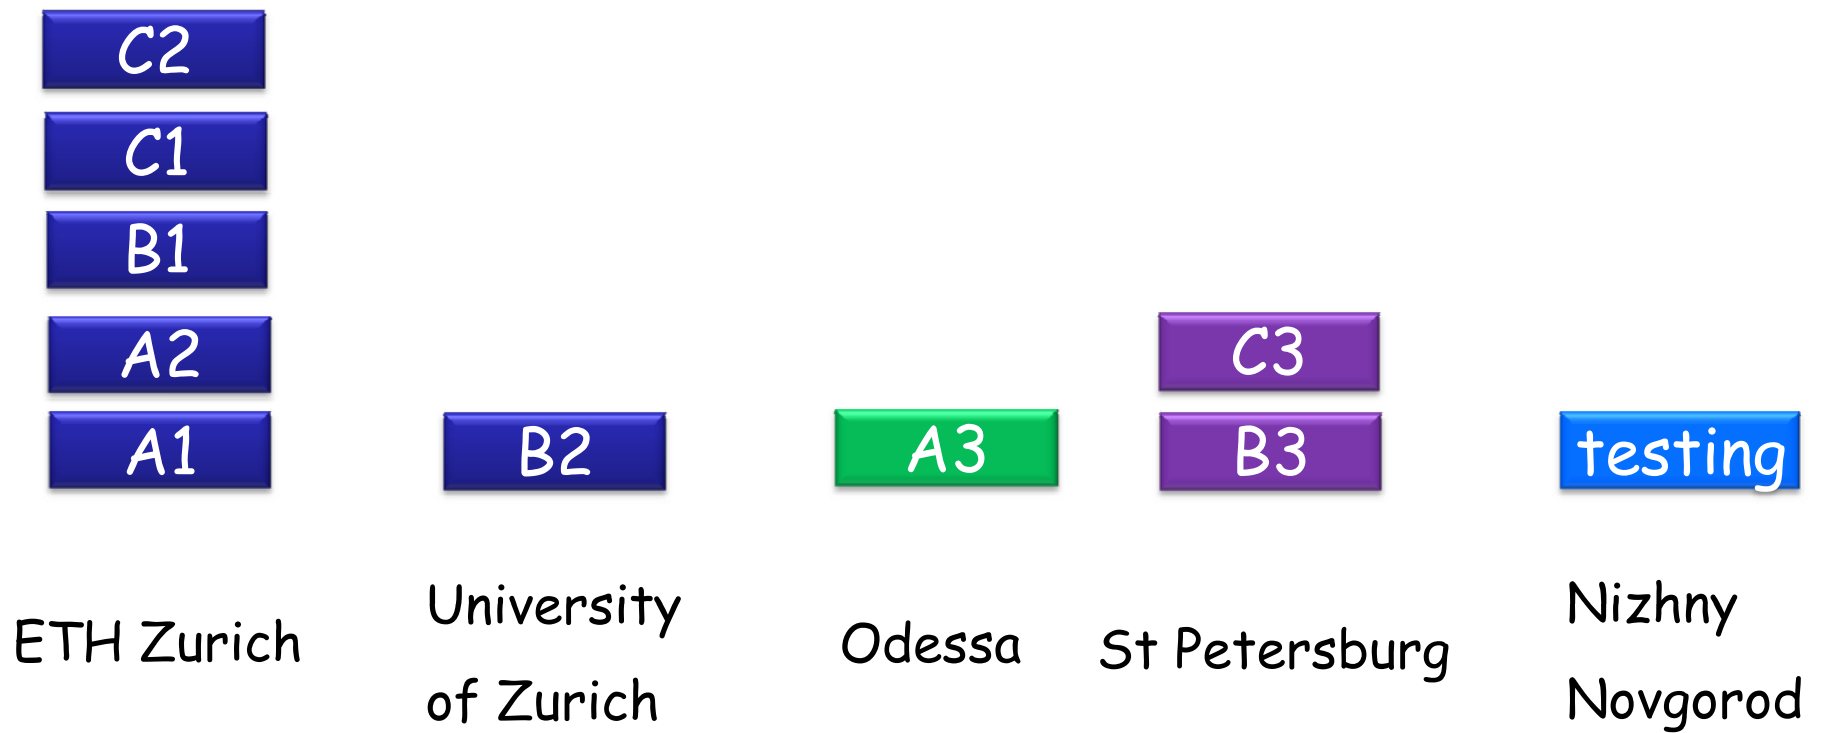 C2
C1
B1
A2
C3
A1
B2
A3
B3
testing
ETH Zurich
University
of Zurich
Odessa
St Petersburg
Nizhny
Novgorod